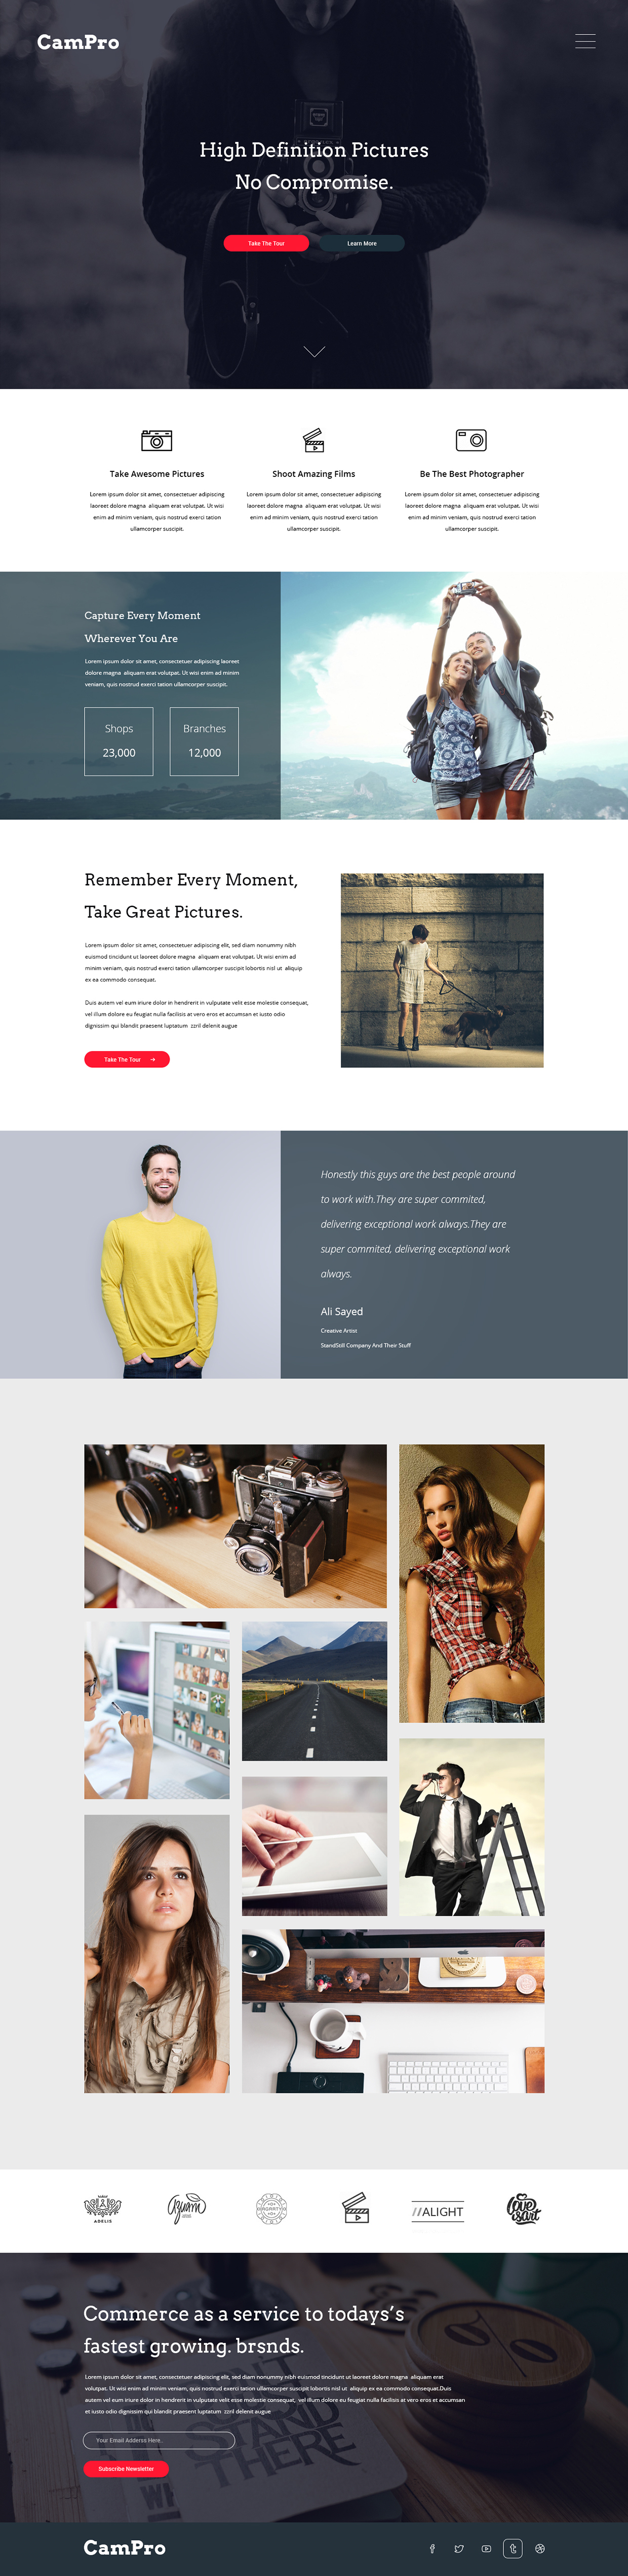 CamPro
High Definition Pictures
No Compromise.
Take The Tour
Learn More
Take Awesome Pictures
Lorem ipsum dolor sit amet, consectetuer adipiscing
laoreet dolore magna aliquam erat volutpat. Ut wisi
enim ad minim veniam, quis nostrud exerci tation
ullamcorper suscipit.
Shoot Amazing Films
Lorem ipsum dolor sit amet, consectetuer adipiscing
laoreet dolore magna aliquam erat volutpat. Ut wisi
enim ad minim veniam, quis nostrud exerci tation
ullamcorper suscipit.
Be The Best Photographer
Lorem ipsum dolor sit amet, consectetuer adipiscing
laoreet dolore magna aliquam erat volutpat. Ut wisi
enim ad minim veniam, quis nostrud exerci tation
ullamcorper suscipit.
Capture Every Moment
Wherever You Are
Lorem ipsum dolor sit amet, consectetuer adipiscing laoreet
dolore magna aliquam erat volutpat. Ut wisi enim ad minim
veniam, quis nostrud exerci tation ullamcorper suscipit.
Shops
23,000
Branches
12,000
Remember Every Moment,
Take Great Pictures.
Lorem ipsum dolor sit amet, consectetuer adipiscing elit, sed diam nonummy nibh
euismod tincidunt ut laoreet dolore magna aliquam erat volutpat. Ut wisi enim ad
minim veniam, quis nostrud exerci tation ullamcorper suscipit lobortis nisl ut aliquip
ex ea commodo consequat.
Duis autem vel eum iriure dolor in hendrerit in vulputate velit esse molestie consequat,
vel illum dolore eu feugiat nulla facilisis at vero eros et accumsan et iusto odio
dignissim qui blandit praesent luptatum zzril delenit augue
Take The Tour →
Honestly this guys are the best people around
to work with.They are super commited,
delivering exceptional work always.They are
super commited, delivering exceptional work
always.
Ali Sayed
Creative Artist
StandStill Company And Their Stuff
ADELIS
//ALIGHT
love
is art
Commerce as a service to todays's
fastest growing. brsnds.
Lorem ipsum dolor sit amet, consectetuer adipiscing elit, sed diam nonummy nibh euismod tincidunt ut laoreet dolore magna aliquam erat
volutpat. Ut wisi enim ad minim veniam, quis nostrud exerci tation ullamcorper suscipit lobortis nisl ut aliquip ex ea commodo consequat.Duis
autem vel eum iriure dolor in hendrerit in vulputate velit esse molestie consequat, vel illum dolore eu feugiat nulla facilisis at vero eros et accumsan
et iusto odio dignissim qui blandit praesent luptatum zzril delenit augue
Your Email Adderss Here..
Subscribe Newsletter
CamPro